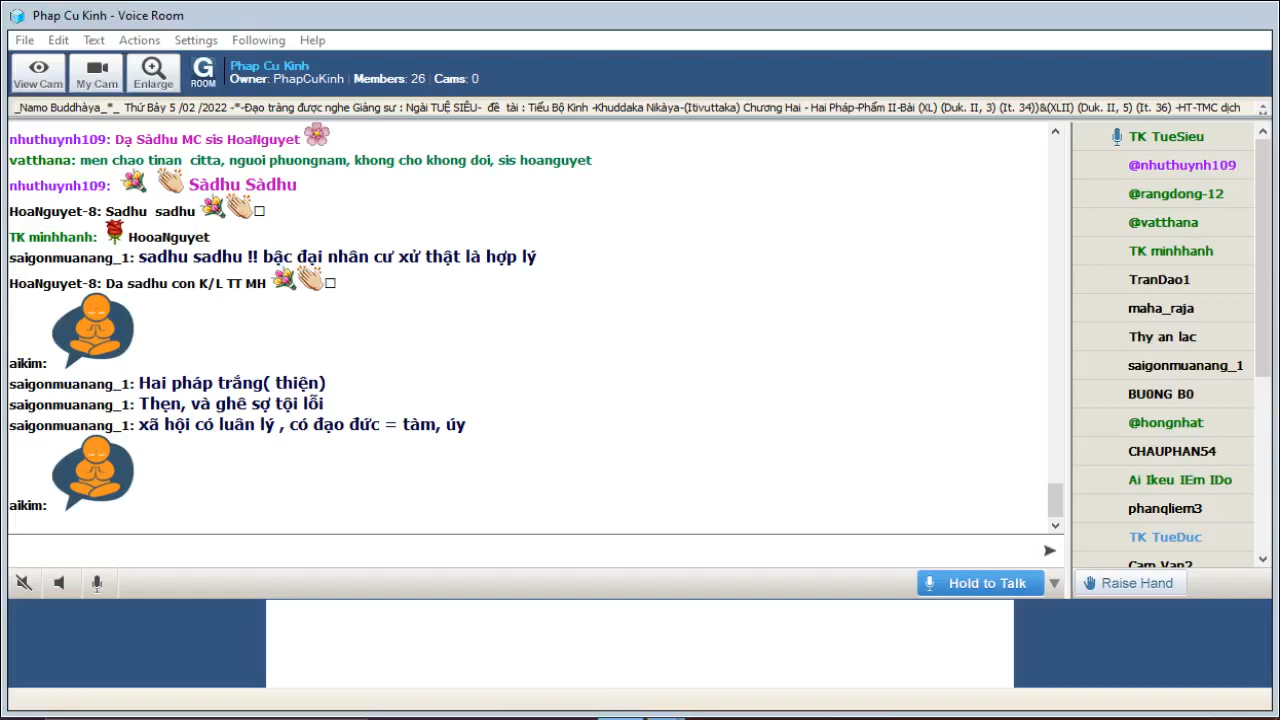 Phap Cu Kinh - Voice Room
File Edit Text Actions Settings Following Help
View Cam My Cam Enlarge G ROOM
Phap Cu Kinh
Owner: PhapCuKinh | Members: 26 | Cams: 0
_Namo Buddhàya_*_ Thứ Bảy 5 /02 /2022 -*-Đạo tràng được nghe Giảng sư : Ngài TUỆ SIÊU- đề tài : Tiểu Bộ Kinh -Khuddaka Nikàya-(Itivuttaka) Chương Hai - Hai Pháp-Phẩm II-Bài (XL) (Duk. II, 3) (It. 34))&(XLII) (Duk. II, 5) (It. 36) -HT-TMC dịch
nhuthuynh109: Dạ Sàdhu MC sis HoaNguyet
vatthana: men chao tinan citta, nguoi phuongnam, khong cho khong doi, sis hoanguyet
nhuthuynh109: Sàdhu Sàdhu
HoaNguyet-8: Sadhu sadhu
TK minhhanh: HooaNguyet
saigonmuanang_1: sadhu sadhu !! bậc đại nhân cư xử thật là hợp lý
HoaNguyet-8: Da sadhu con K/L TT MH
aikim:
saigonmuanang_1: Hai pháp trắng( thiện)
saigonmuanang_1: Thẹn, và ghê sợ tội lỗi
saigonmuanang_1: xã hội có luân lý , có đạo đức = tàm, úy
aikim:
TK TueSieu
@nhuthuynh109
@rangdong-12
@vatthana
TK minhhanh
TranDao1
maha_raja
Thy an lac
saigonmuanang_1
BU0NG B0
@hongnhat
CHAUPHAN54
Ai Ikeu IEm IDo
phanqliem3
TK TueDuc
Cam Van2
Hold to Talk
Raise Hand